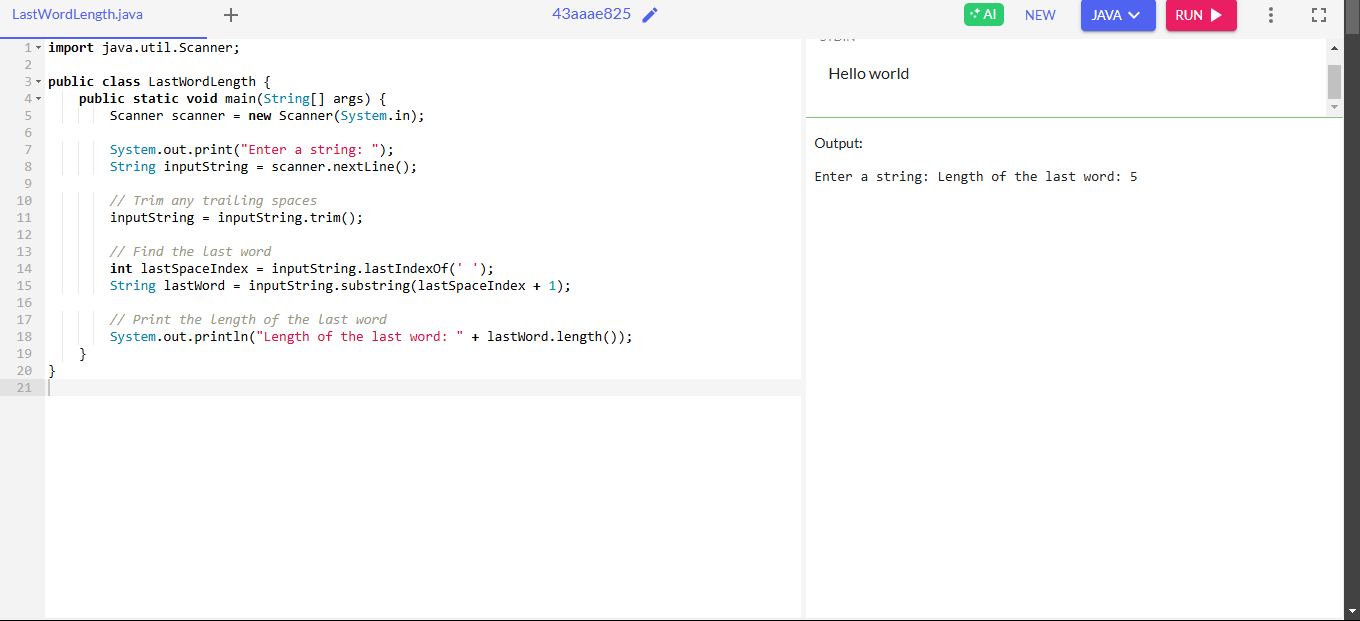 LastWordLength.java
43aaae825
AI NEW JAVA RUN
1 import java.util.Scanner;
2
3 public class LastWordLength {
4     public static void main(String[] args) {
5         Scanner scanner = new Scanner(System.in);
6
7         System.out.print("Enter a string: ");
8         String inputString = scanner.nextLine();
9
10         // Trim any trailing spaces
11         inputString = inputString.trim();
12
13         // Find the last word
14         int lastSpaceIndex = inputString.lastIndexOf(' ');
15         String lastWord = inputString.substring(lastSpaceIndex + 1);
16
17         // Print the length of the last word
18         System.out.println("Length of the last word: " + lastWord.length());
19     }
20 }
21
Hello world
Output:
Enter a string: Length of the last word: 5